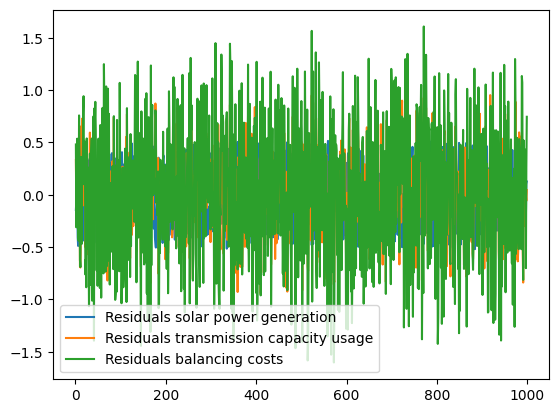 1.5
1.0
0.5
0.0
−0.5
−1.0
−1.5
Residuals solar power generation
Residuals transmission capacity usage
Residuals balancing costs
0 200 400 600 800 1000